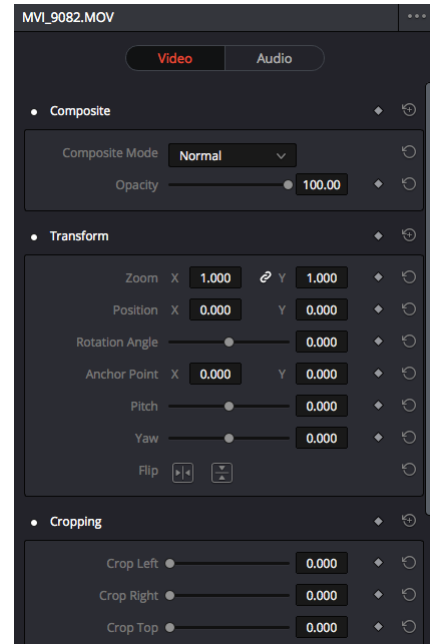 MVI_9082.MOV
Video Audio
Composite
Composite Mode Normal
Opacity 100.00
Transform
Zoom X 1.000 Y 1.000
Position X 0.000 Y 0.000
Rotation Angle 0.000
Anchor Point X 0.000 Y 0.000
Pitch 0.000
Yaw 0.000
Flip
Cropping
Crop Left 0.000
Crop Right 0.000
Crop Top 0.000